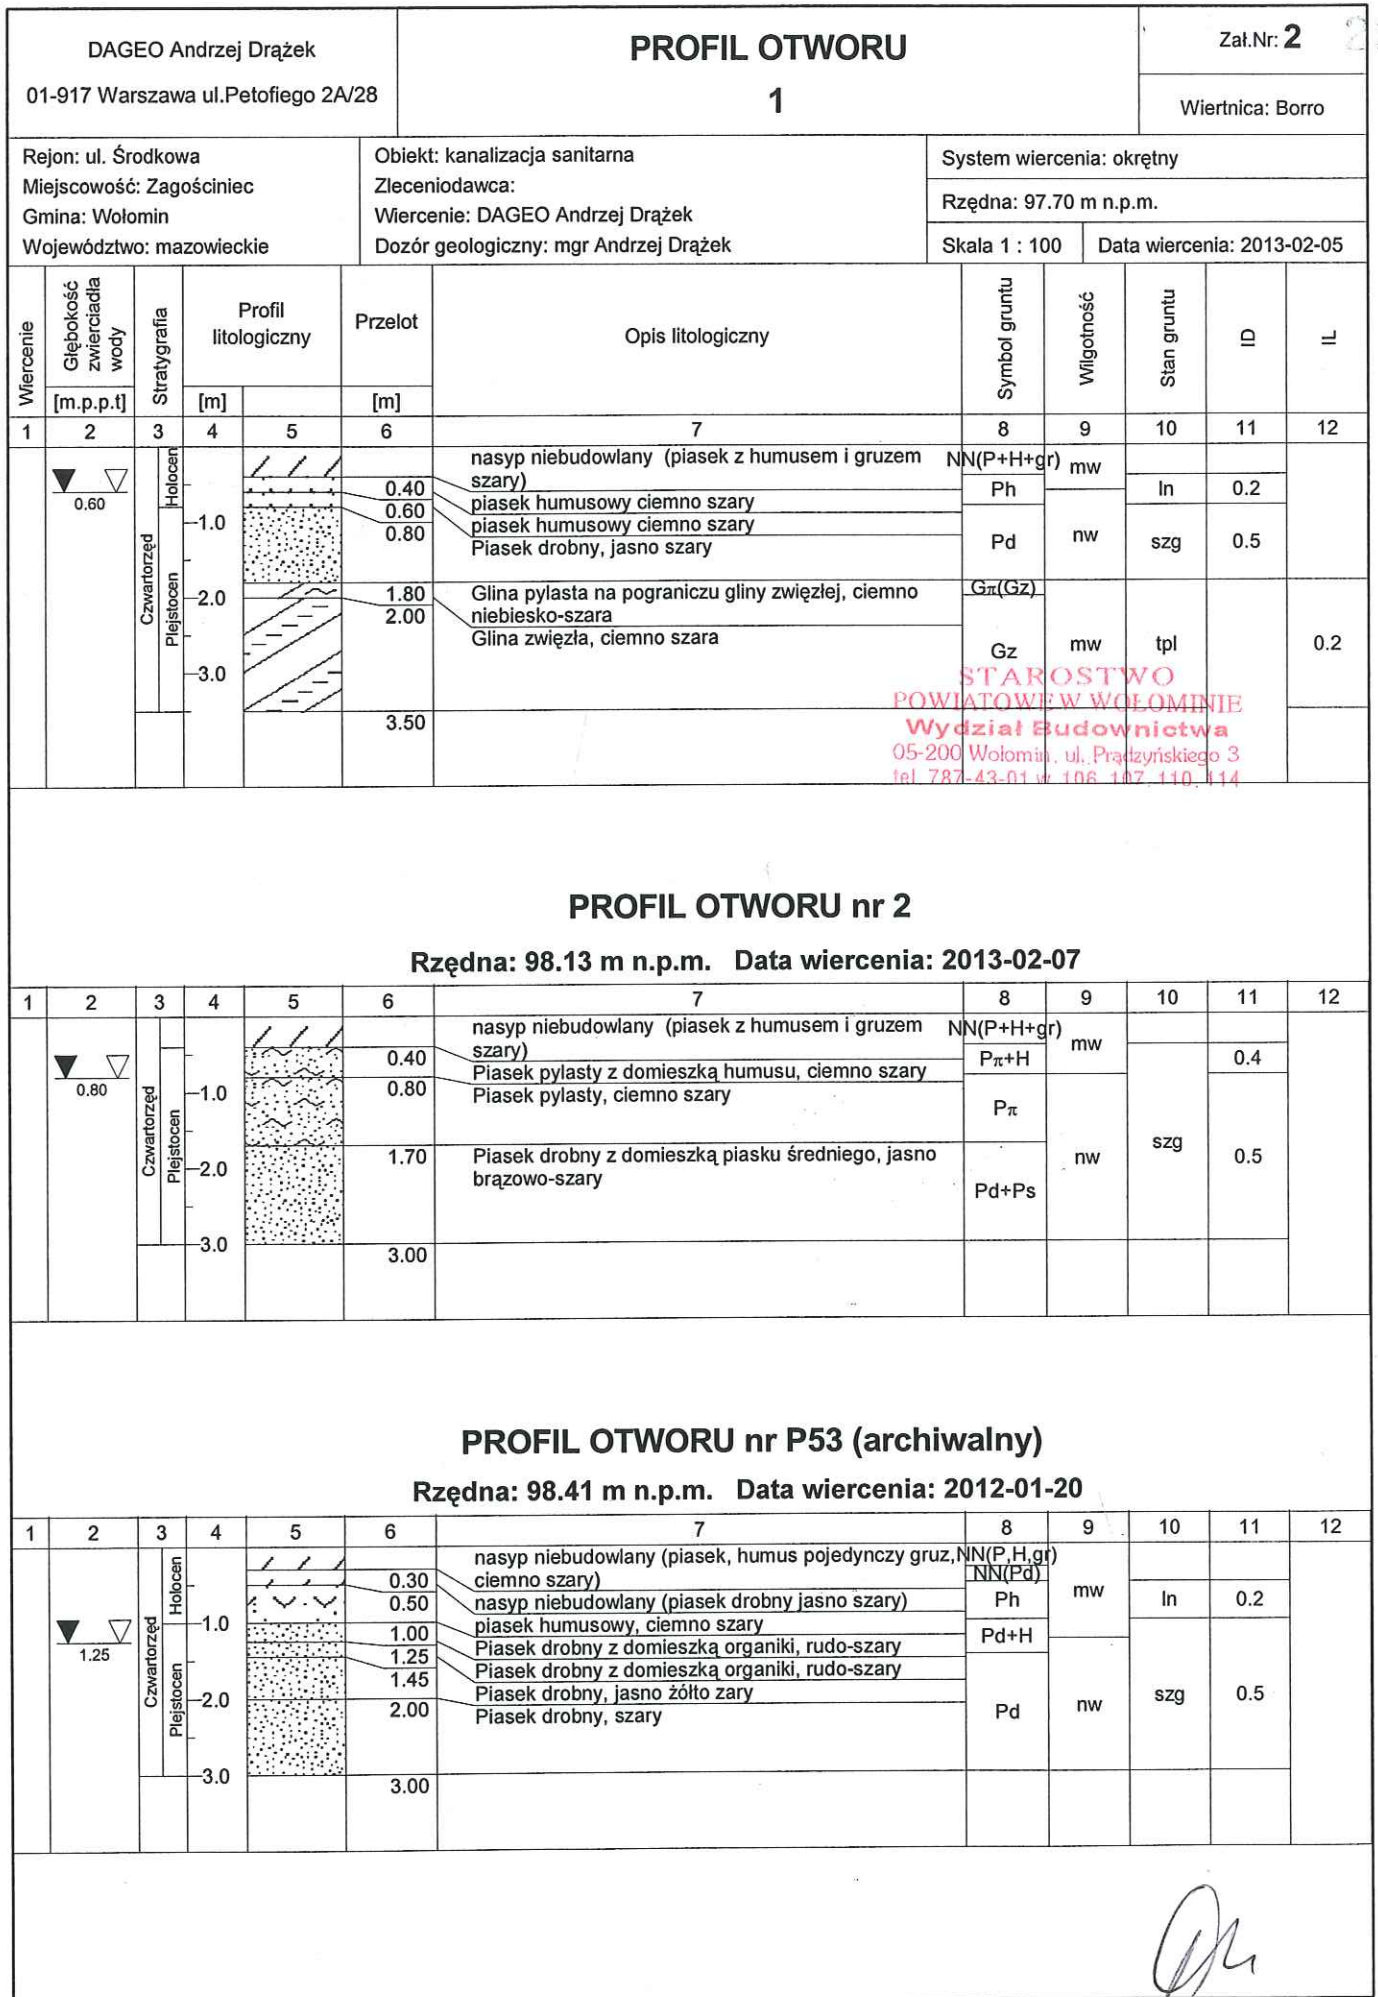 DAGEO Andrzej Drążek
01-917 Warszawa ul.Petofiego 2A/28
PROFIL OTWORU
1
Zał.Nr: 2
Wiertnica: Borro
Rejon: ul. Środkowa
Miejscowość: Zagościniec
Gmina: Wołomin
Województwo: mazowieckie
Obiekt: kanalizacja sanitarna
Zleceniodawca:
Wiercenie: DAGEO Andrzej Drążek
Dozór geologiczny: mgr Andrzej Drążek
System wiercenia: okrętny
Rzędna: 97.70 m n.p.m.
Skala 1 : 100
Data wiercenia: 2013-02-05
Wiercenie
Głębokość zwierciadła wody
[m.p.p.t]
Stratygrafia
Profil litologiczny
[m]
Przelot
[m]
Opis litologiczny
Symbol gruntu
Wilgotność
Stan gruntu
ID
IL
1 2 3 4 5 6 7 8 9 10 11 12
0.60
Czwartorzęd
Holocen
Plejstocen
1.0
2.0
3.0
0.40
0.60
0.80
1.80
2.00
3.50
nasyp niebudowlany (piasek z humusem i gruzem
szary)
piasek humusowy ciemno szary
piasek humusowy ciemno szary
Piasek drobny, jasno szary
Glina pylasta na pograniczu gliny zwięzłej, ciemno
niebiesko-szara
Glina zwięzła, ciemno szara
NN(P+H+gr)
Ph
Pd
Gπ(Gz)
Gz
mw
nw
mw
ln
szg
tpl
0.2
0.5
0.2
STAROSTWO
POWIATOWE W WOŁOMINIE
Wydział Budownictwa
05-200 Wołomin, ul. Prądzyńskiego 3
tel. 787-43-01 w. 106, 107, 110, 114
PROFIL OTWORU nr 2
Rzędna: 98.13 m n.p.m. Data wiercenia: 2013-02-07
1 2 3 4 5 6 7 8 9 10 11 12
0.80
Czwartorzęd
Plejstocen
1.0
2.0
3.0
0.40
0.80
1.70
3.00
nasyp niebudowlany (piasek z humusem i gruzem
szary)
Piasek pylasty z domieszką humusu, ciemno szary
Piasek pylasty, ciemno szary
Piasek drobny z domieszką piasku średniego, jasno
brązowo-szary
NN(P+H+gr)
Pπ+H
Pπ
Pd+Ps
mw
nw
szg
0.4
0.5
PROFIL OTWORU nr P53 (archiwalny)
Rzędna: 98.41 m n.p.m. Data wiercenia: 2012-01-20
1 2 3 4 5 6 7 8 9 10 11 12
1.25
Czwartorzęd
Holocen
Plejstocen
1.0
2.0
3.0
0.30
0.50
1.00
1.25
1.45
2.00
3.00
nasyp niebudowlany (piasek, humus pojedynczy gruz,
ciemno szary)
nasyp niebudowlany (piasek drobny jasno szary)
piasek humusowy, ciemno szary
Piasek drobny z domieszką organiki, rudo-szary
Piasek drobny z domieszką organiki, rudo-szary
Piasek drobny, jasno żółto zary
Piasek drobny, szary
NN(P,H,gr)
NN(Pd)
Ph
Pd+H
Pd
mw
nw
ln
szg
0.2
0.5